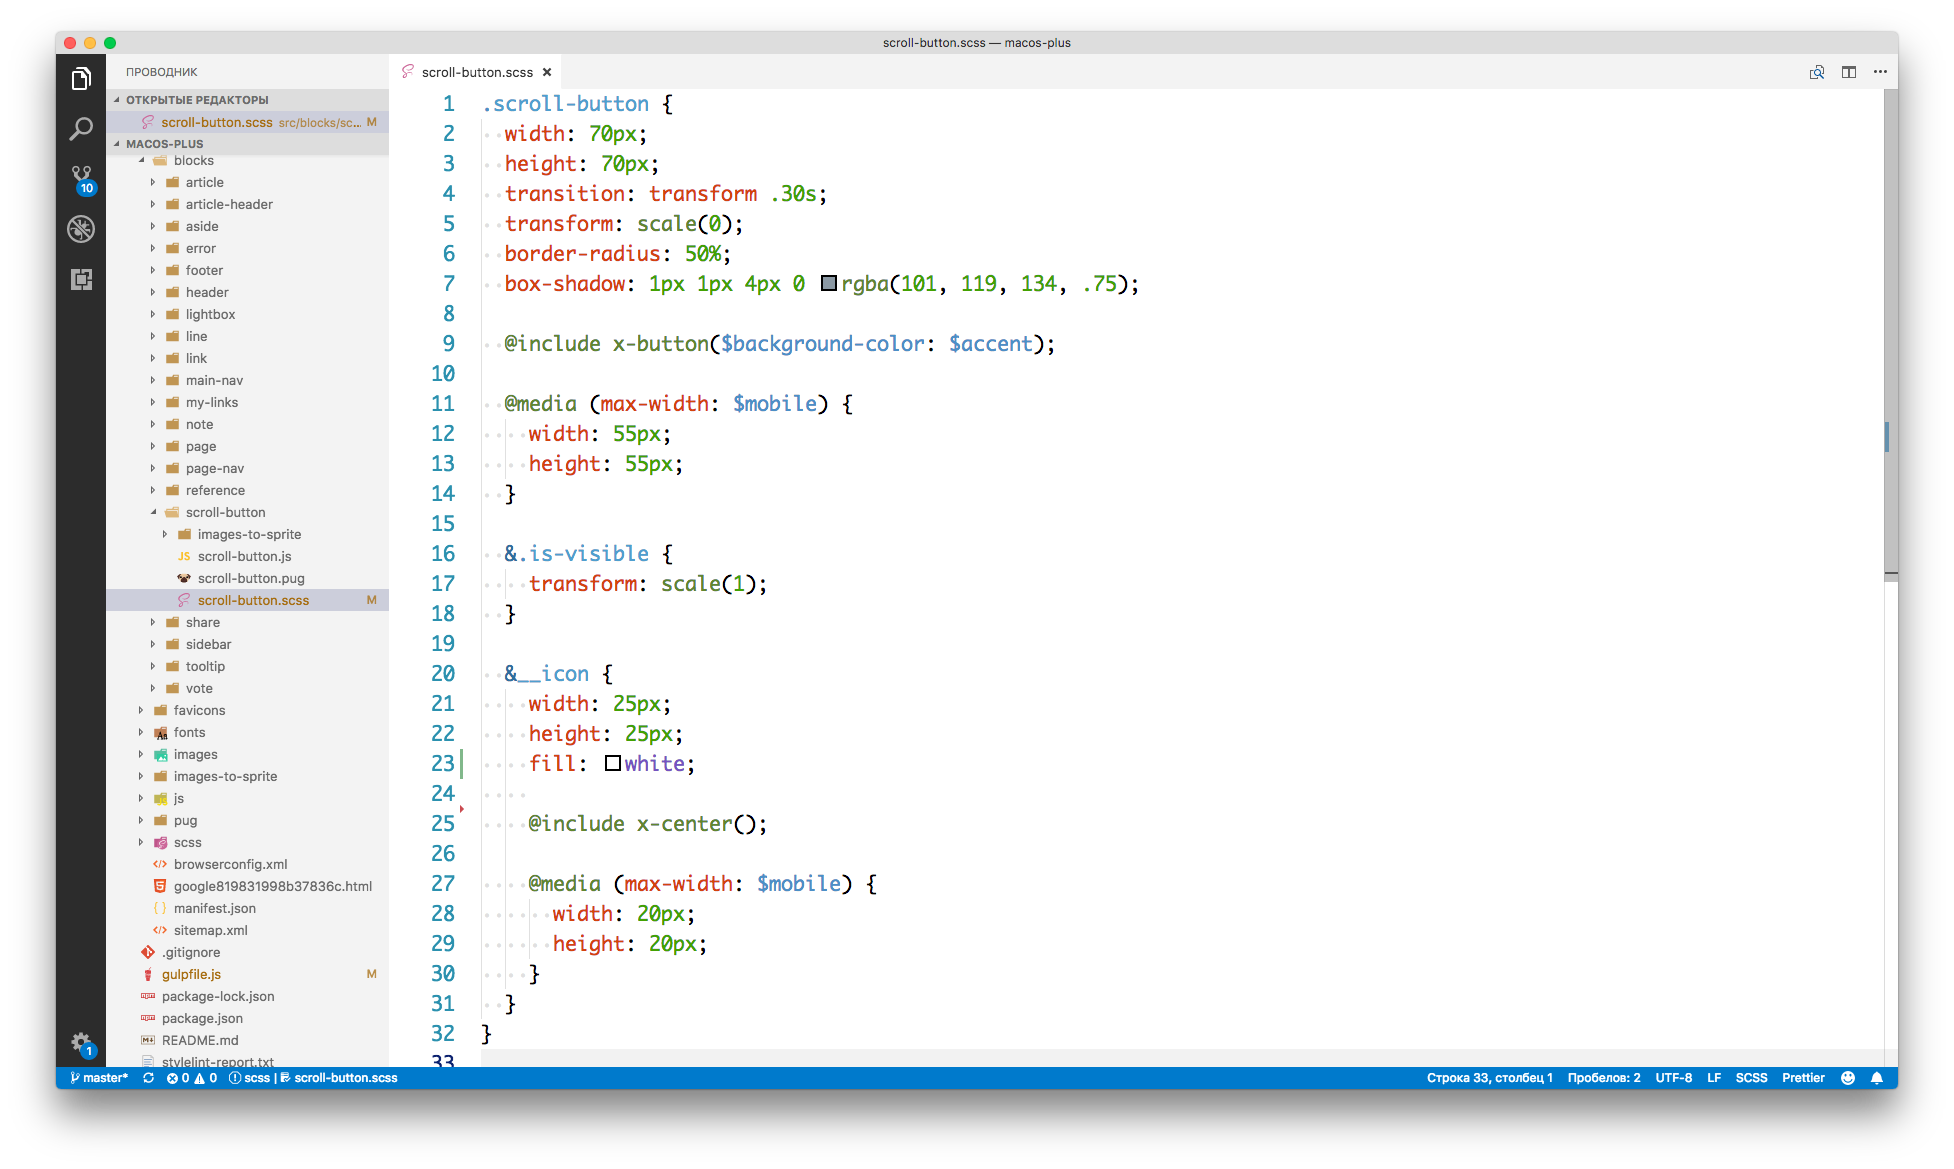 scroll-button.scss — macos-plus
ПРОВОДНИК
ОТКРЫТЫЕ РЕДАКТОРЫ
scroll-button.scss src/blocks/sc... M
MACOS-PLUS
blocks
article
article-header
aside
error
footer
header
lightbox
line
link
main-nav
my-links
note
page
page-nav
reference
scroll-button
images-to-sprite
JS scroll-button.js
scroll-button.pug
scroll-button.scss M
share
sidebar
tooltip
vote
favicons
fonts
images
images-to-sprite
js
pug
scss
browserconfig.xml
google819831998b37836c.html
manifest.json
sitemap.xml
.gitignore
gulpfile.js M
package-lock.json
package.json
README.md
stylelint-report.txt
10
1
scroll-button.scss ×
1 .scroll-button {
2 width: 70px;
3 height: 70px;
4 transition: transform .30s;
5 transform: scale(0);
6 border-radius: 50%;
7 box-shadow: 1px 1px 4px 0 rgba(101, 119, 134, .75);
8
9 @include x-button($background-color: $accent);
10
11 @media (max-width: $mobile) {
12 width: 55px;
13 height: 55px;
14 }
15
16 &.is-visible {
17 transform: scale(1);
18 }
19
20 &__icon {
21 width: 25px;
22 height: 25px;
23 fill: white;
24
25 @include x-center();
26
27 @media (max-width: $mobile) {
28 width: 20px;
29 height: 20px;
30 }
31 }
32 }
33
master* 0 0 scss | scroll-button.scss
Строка 33, столбец 1 Пробелов: 2 UTF-8 LF SCSS Prettier